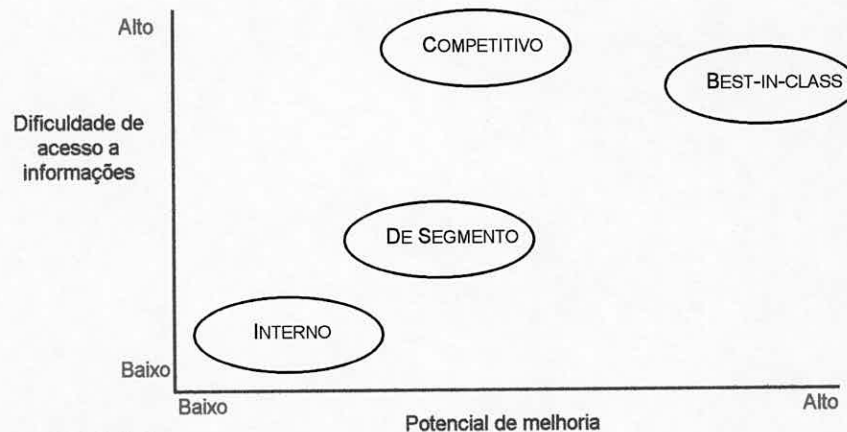 Alto
COMPETITIVO
BEST-IN-CLASS
Dificuldade de
acesso a
informações
DE SEGMENTO
INTERNO
Baixo
Baixo
Alto
Potencial de melhoria